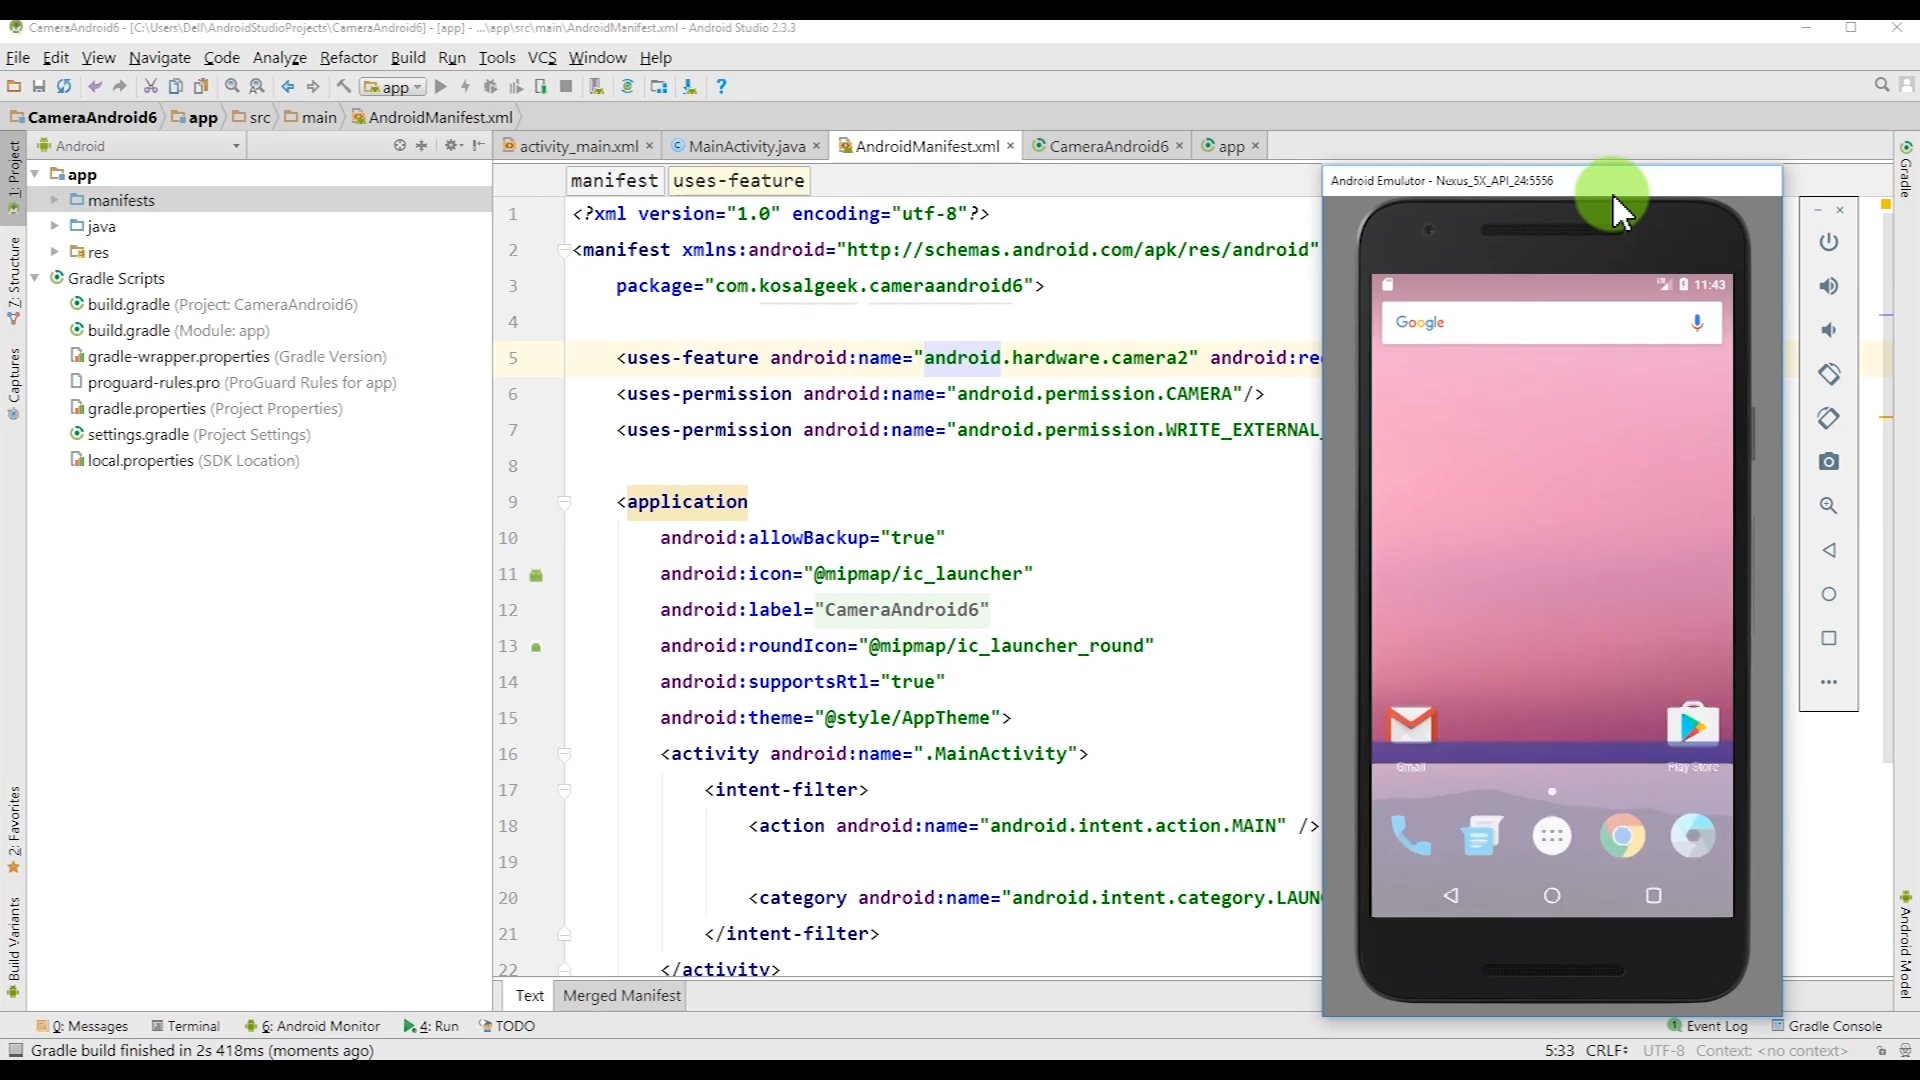 CameraAndroid6 - [C:\Users\Dell\AndroidStudioProjects\CameraAndroid6] - [app] - ...\app\src\main\AndroidManifest.xml - Android Studio 2.3.3
File Edit View Navigate Code Analyze Refactor Build Run Tools VCS Window Help
app
CameraAndroid6 app src main AndroidManifest.xml
Android
activity_main.xml MainActivity.java AndroidManifest.xml CameraAndroid6 app
1: Project
Z: Structure
Captures
2: Favorites
Build Variants
app
manifests
java
res
Gradle Scripts
build.gradle (Project: CameraAndroid6)
build.gradle (Module: app)
gradle-wrapper.properties (Gradle Version)
proguard-rules.pro (ProGuard Rules for app)
gradle.properties (Project Properties)
settings.gradle (Project Settings)
local.properties (SDK Location)
manifest uses-feature
1 <?xml version="1.0" encoding="utf-8"?>
2 <manifest xmlns:android="http://schemas.android.com/apk/res/android"
3 package="com.kosalgeek.cameraandroid6">
4
5 <uses-feature android:name="android.hardware.camera2" android:re
6 <uses-permission android:name="android.permission.CAMERA"/>
7 <uses-permission android:name="android.permission.WRITE_EXTERNAL_
8
9 <application
10 android:allowBackup="true"
11 android:icon="@mipmap/ic_launcher"
12 android:label="CameraAndroid6"
13 android:roundIcon="@mipmap/ic_launcher_round"
14 android:supportsRtl="true"
15 android:theme="@style/AppTheme">
16 <activity android:name=".MainActivity">
17 <intent-filter>
18 <action android:name="android.intent.action.MAIN" />
19
20 <category android:name="android.intent.category.LAUN
21 </intent-filter>
22 </activity>
Text Merged Manifest
Android Emulator - Nexus_5X_API_24:5556
11:43
Google
Gmail
Play Store
Gradle
Android Model
0: Messages Terminal 6: Android Monitor 4: Run TODO
1 Event Log Gradle Console
Gradle build finished in 2s 418ms (moments ago)
5:33 CRLF UTF-8 Context: <no context>